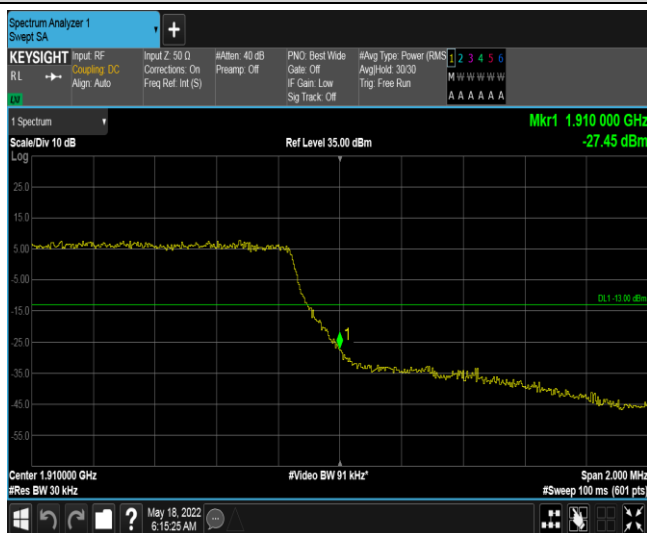 Spectrum Analyzer 1
Swept SA
KEYSIGHT
Input: RF
Input Z: 50 Ω
#Atten: 40 dB
PNO: Best Wide
#Avg Type: Power (RMS
1 2 3 4 5 6
R L
Coupling: DC
Corrections: On
Preamp: Off
Gate: Off
Avg|Hold: 30/30
M W W W W W
Align: Auto
Freq Ref: Int (S)
IF Gain: Low
Trig: Free Run
Sig Track: Off
A A A A A A
1 Spectrum
Mkr1 1.910 000 GHz
Scale/Div 10 dB
Ref Level 35.00 dBm
-27.45 dBm
Log
25.0
15.0
5.00
-5.00
DL1 -13.00 dBm
-15.0
1
-25.0
-35.0
-45.0
-55.0
Center 1.910000 GHz
#Video BW 91 kHz*
Span 2.000 MHz
#Res BW 30 kHz
#Sweep 100 ms (601 pts)
May 18, 2022
6:15:25 AM